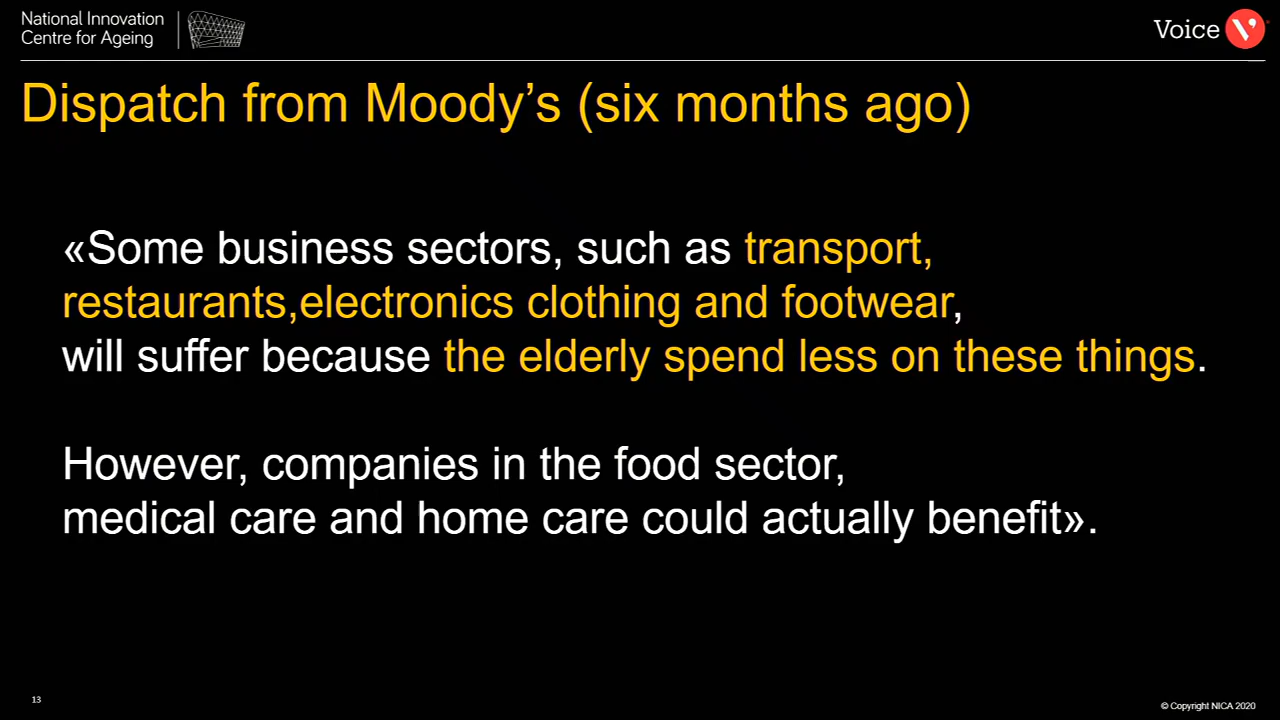 National Innovation
Centre for Ageing
Voice
Dispatch from Moody’s (six months ago)
«Some business sectors, such as transport,
restaurants,electronics clothing and footwear,
will suffer because the elderly spend less on these things.
However, companies in the food sector,
medical care and home care could actually benefit».
13
© Copyright NICA 2020